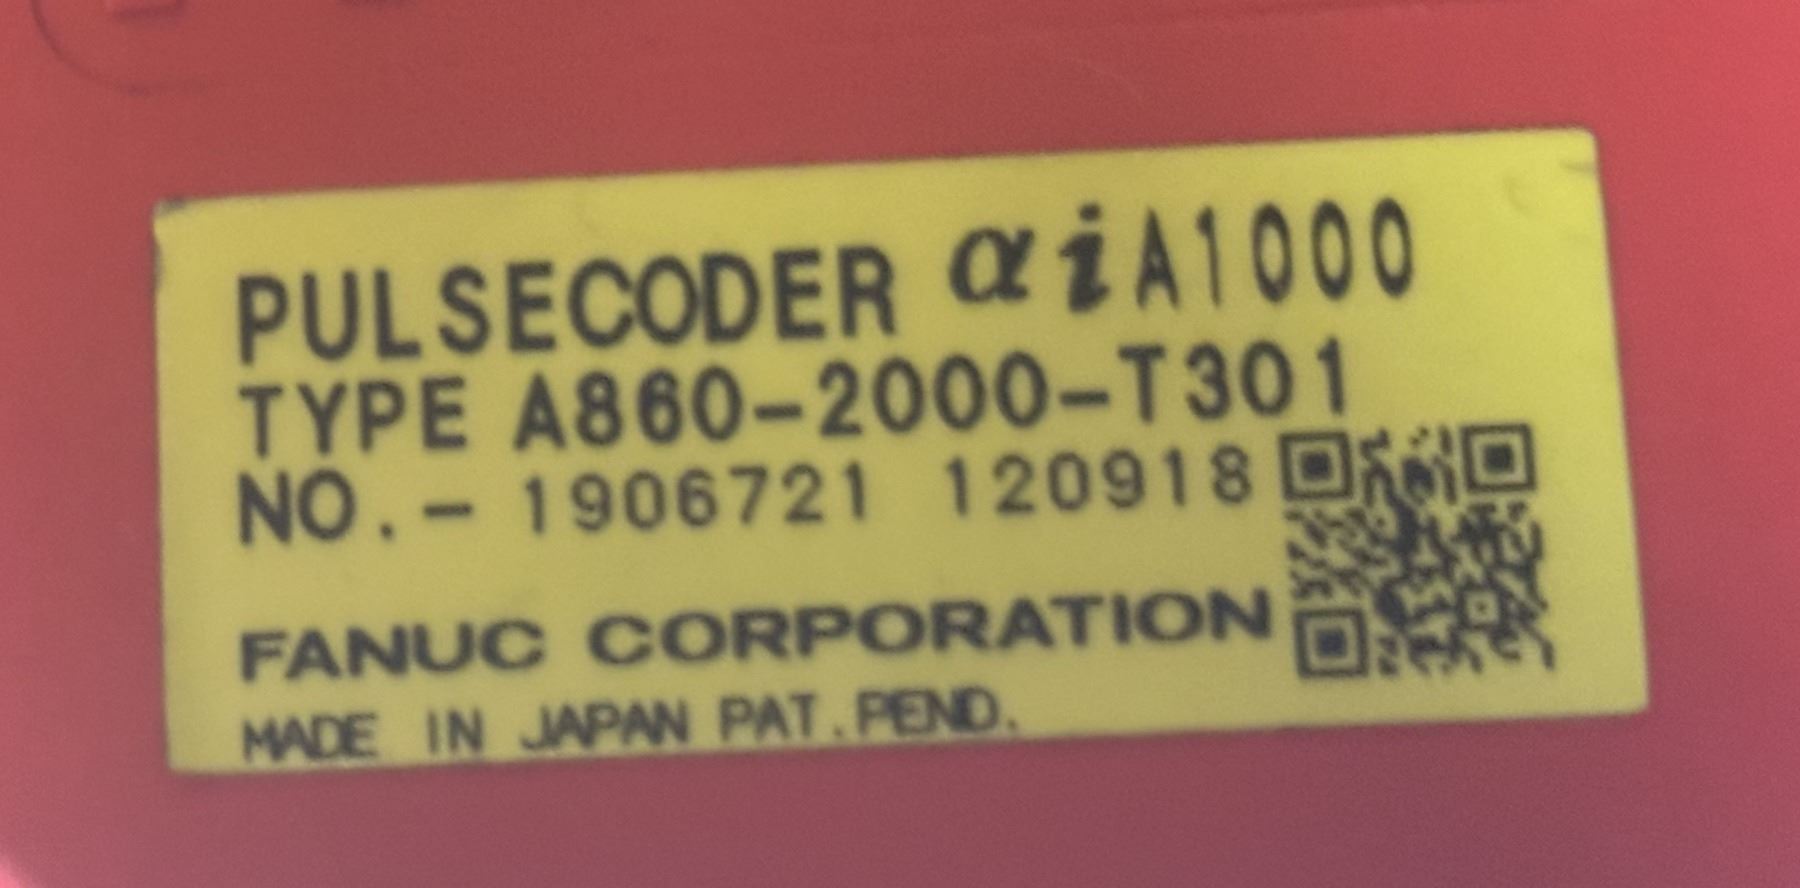 PULSECODER αiA1000
TYPE A860-2000-T301
NO.- 1906721 120918
FANUC CORPORATION
MADE IN JAPAN PAT.PEND.